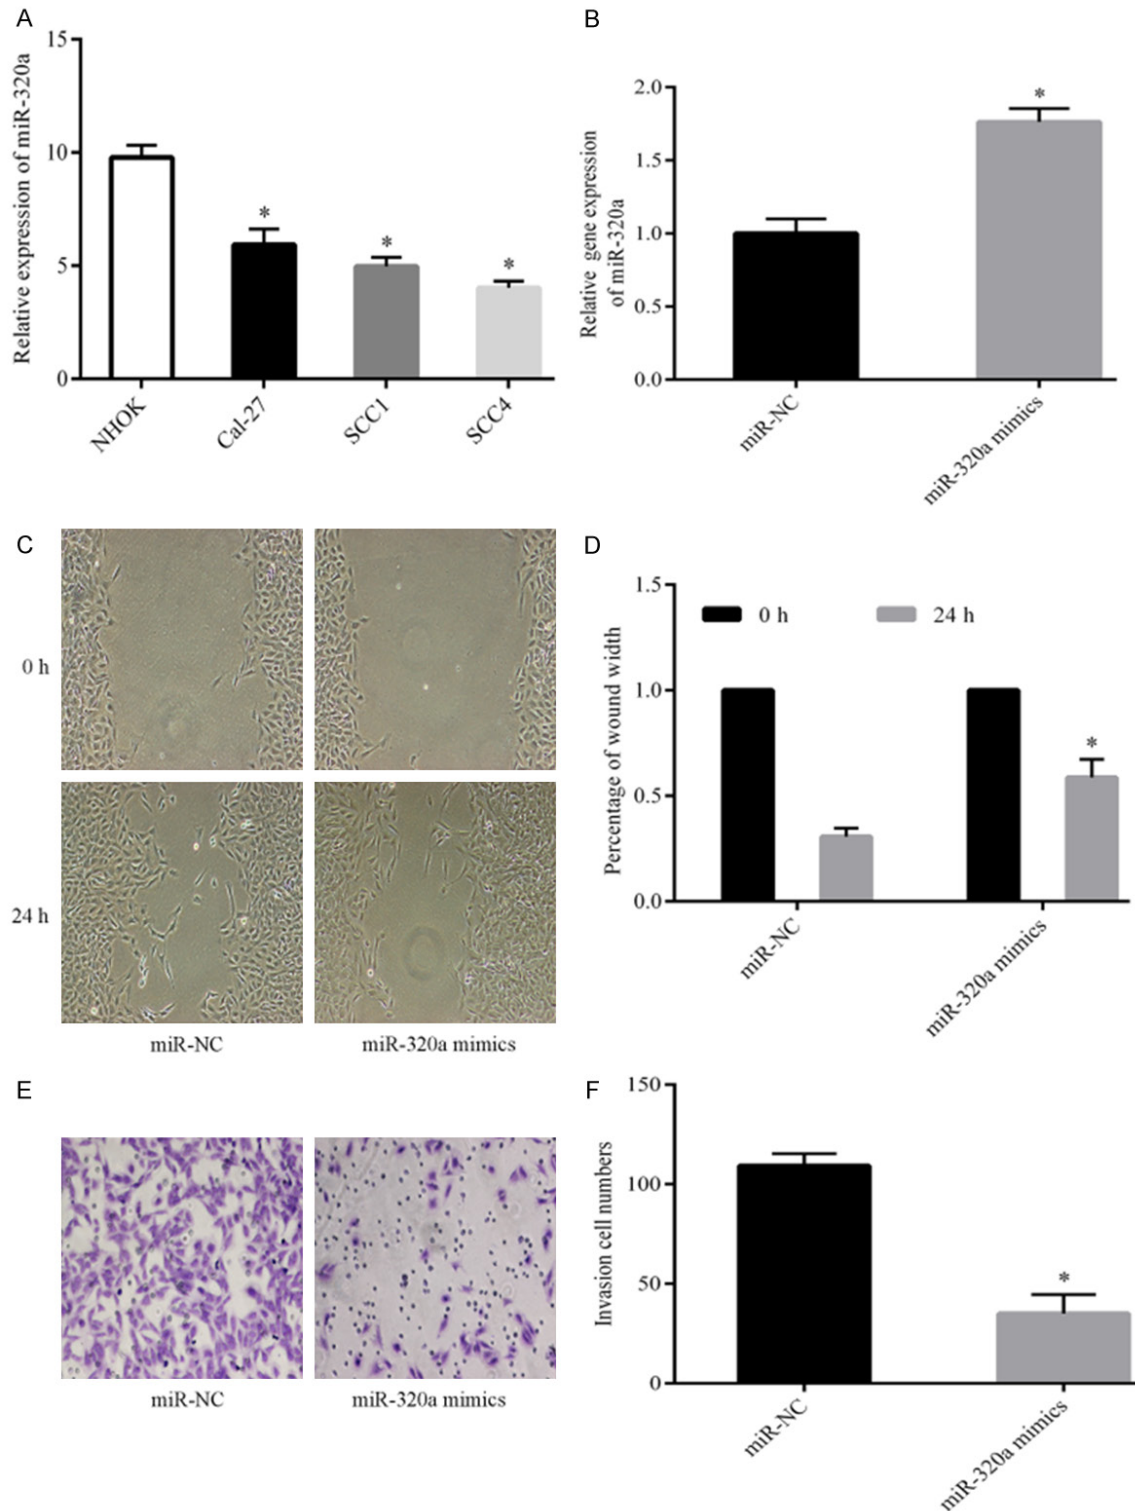 A
Relative expression of miR-320a
15
10
5
0
*
*
*
NHOK
Cal-27
SCC1
SCC4
B
Relative gene expression
of miR-320a
2.0
1.5
1.0
0.5
0.0
*
miR-NC
miR-320a mimics
C
0 h
24 h
miR-NC
miR-320a mimics
D
Percentage of wound width
1.5
1.0
0.5
0.0
0 h
24 h
*
miR-NC
miR-320a mimics
E
miR-NC
miR-320a mimics
F
Invasion cell numbers
150
100
50
0
*
miR-NC
miR-320a mimics